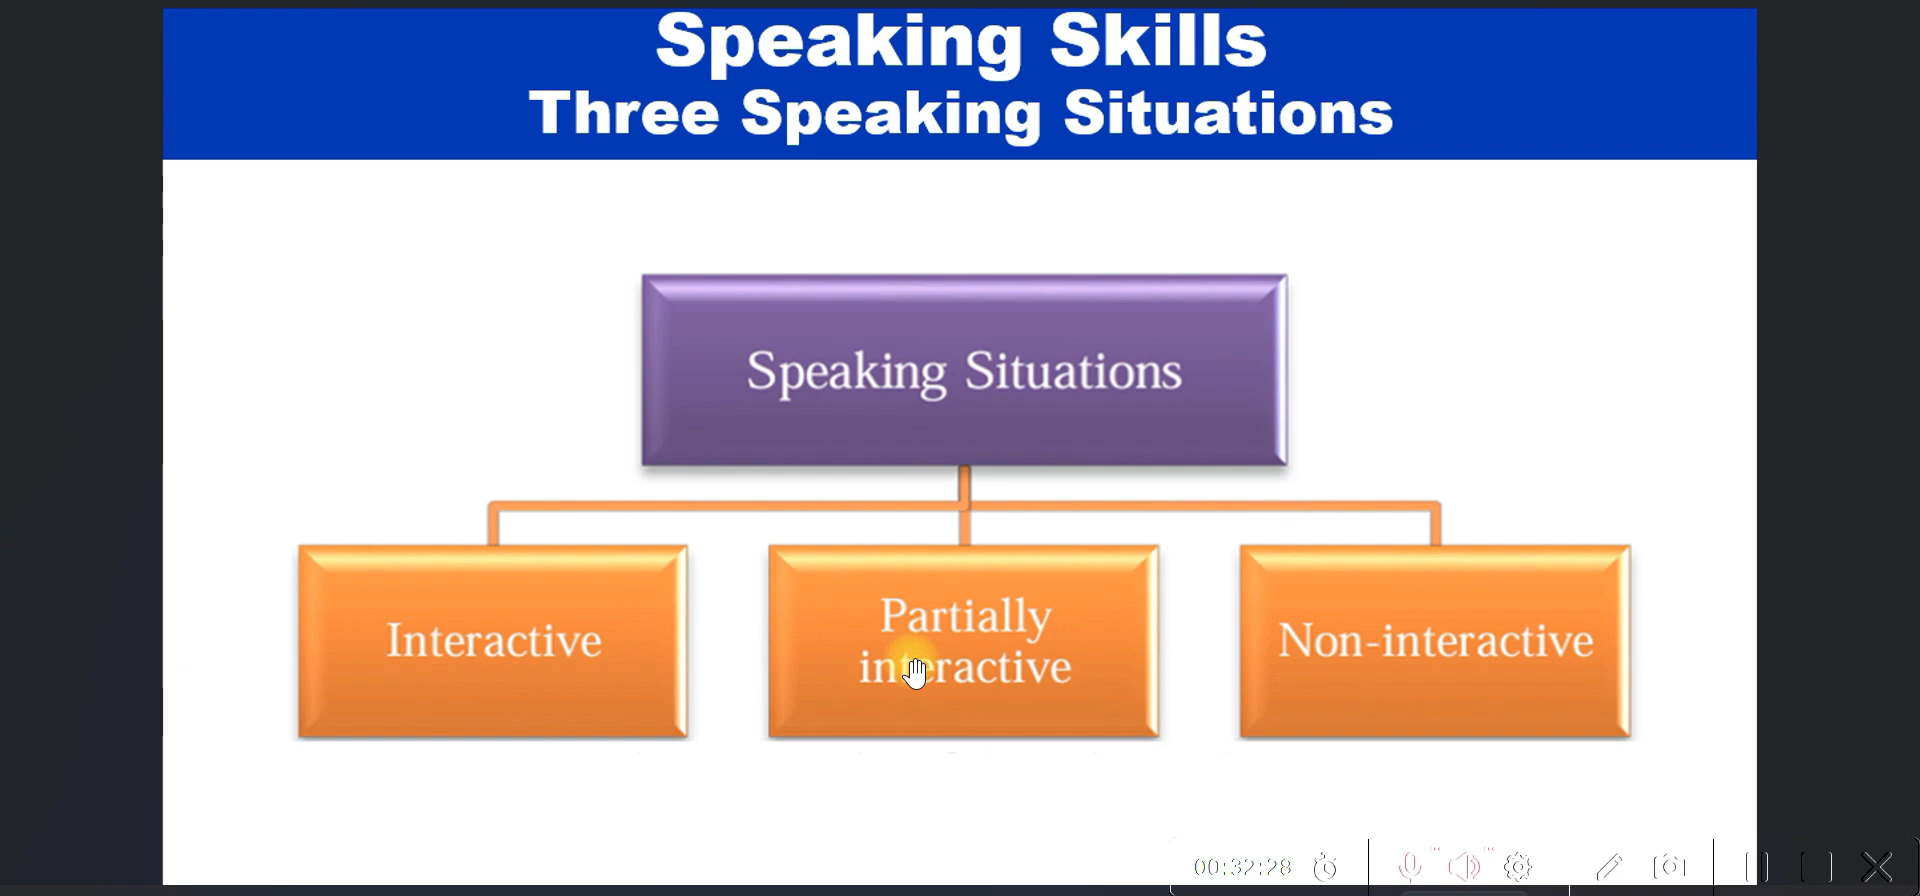 Speaking Skills
Three Speaking Situations
Speaking Situations
Interactive
Partially
interactive
Non-interactive
00:32:28